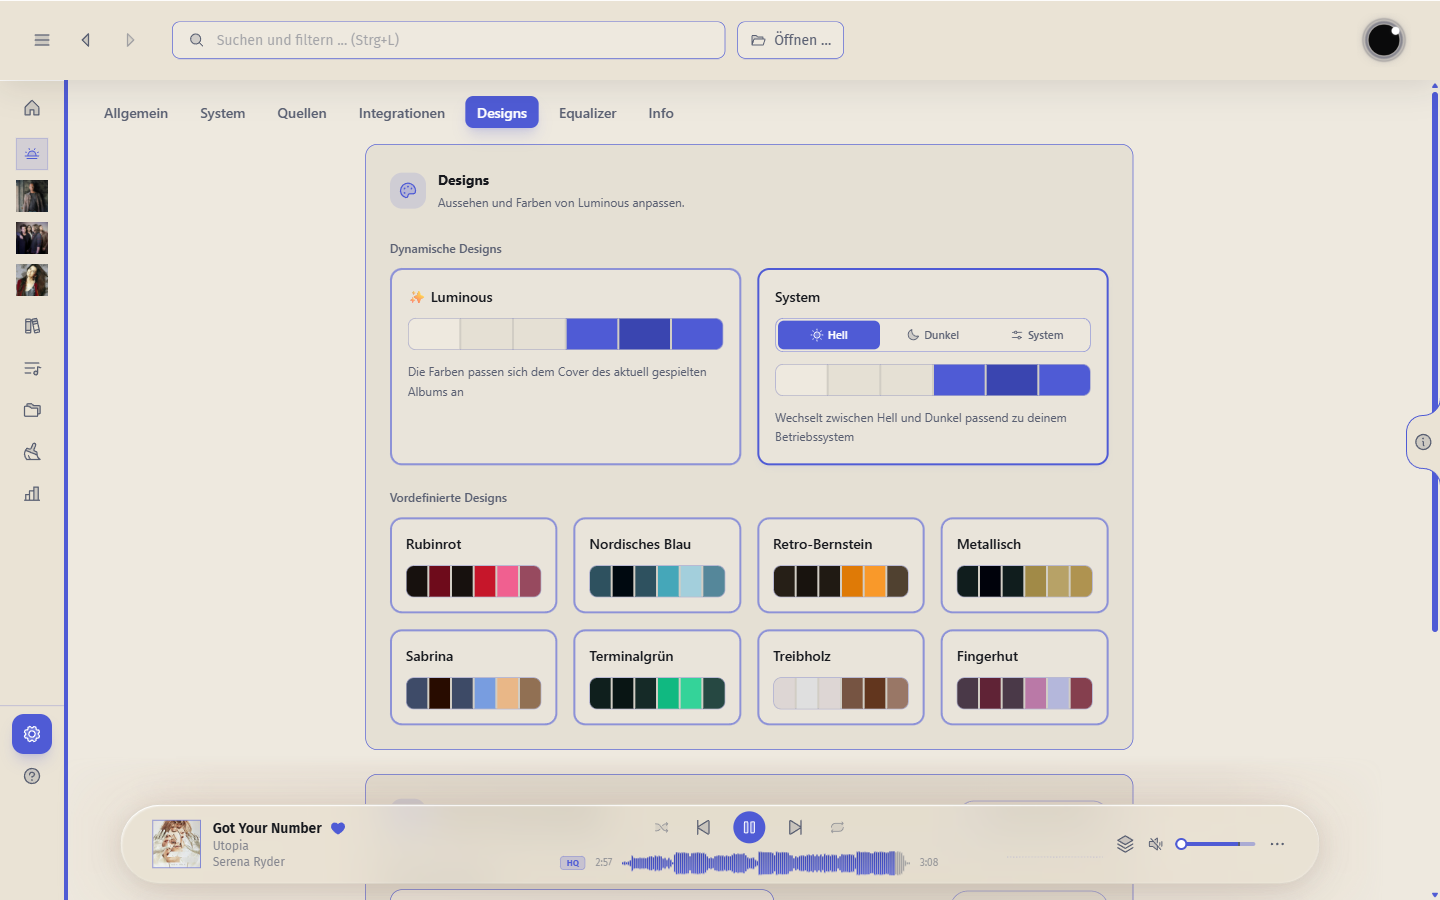 Suchen und filtern ... (Strg+L)
Öffnen ...
Allgemein
System
Quellen
Integrationen
Designs
Equalizer
Info
Designs
Aussehen und Farben von Luminous anpassen.
Dynamische Designs
✨ Luminous
Die Farben passen sich dem Cover des aktuell gespielten
Albums an
System
Hell
Dunkel
System
Wechselt zwischen Hell und Dunkel passend zu deinem
Betriebssystem
Vordefinierte Designs
Rubinrot
Nordisches Blau
Retro-Bernstein
Metallisch
Sabrina
Terminalgrün
Treibholz
Fingerhut
Got Your Number
Utopia
Serena Ryder
HQ
2:57
3:08